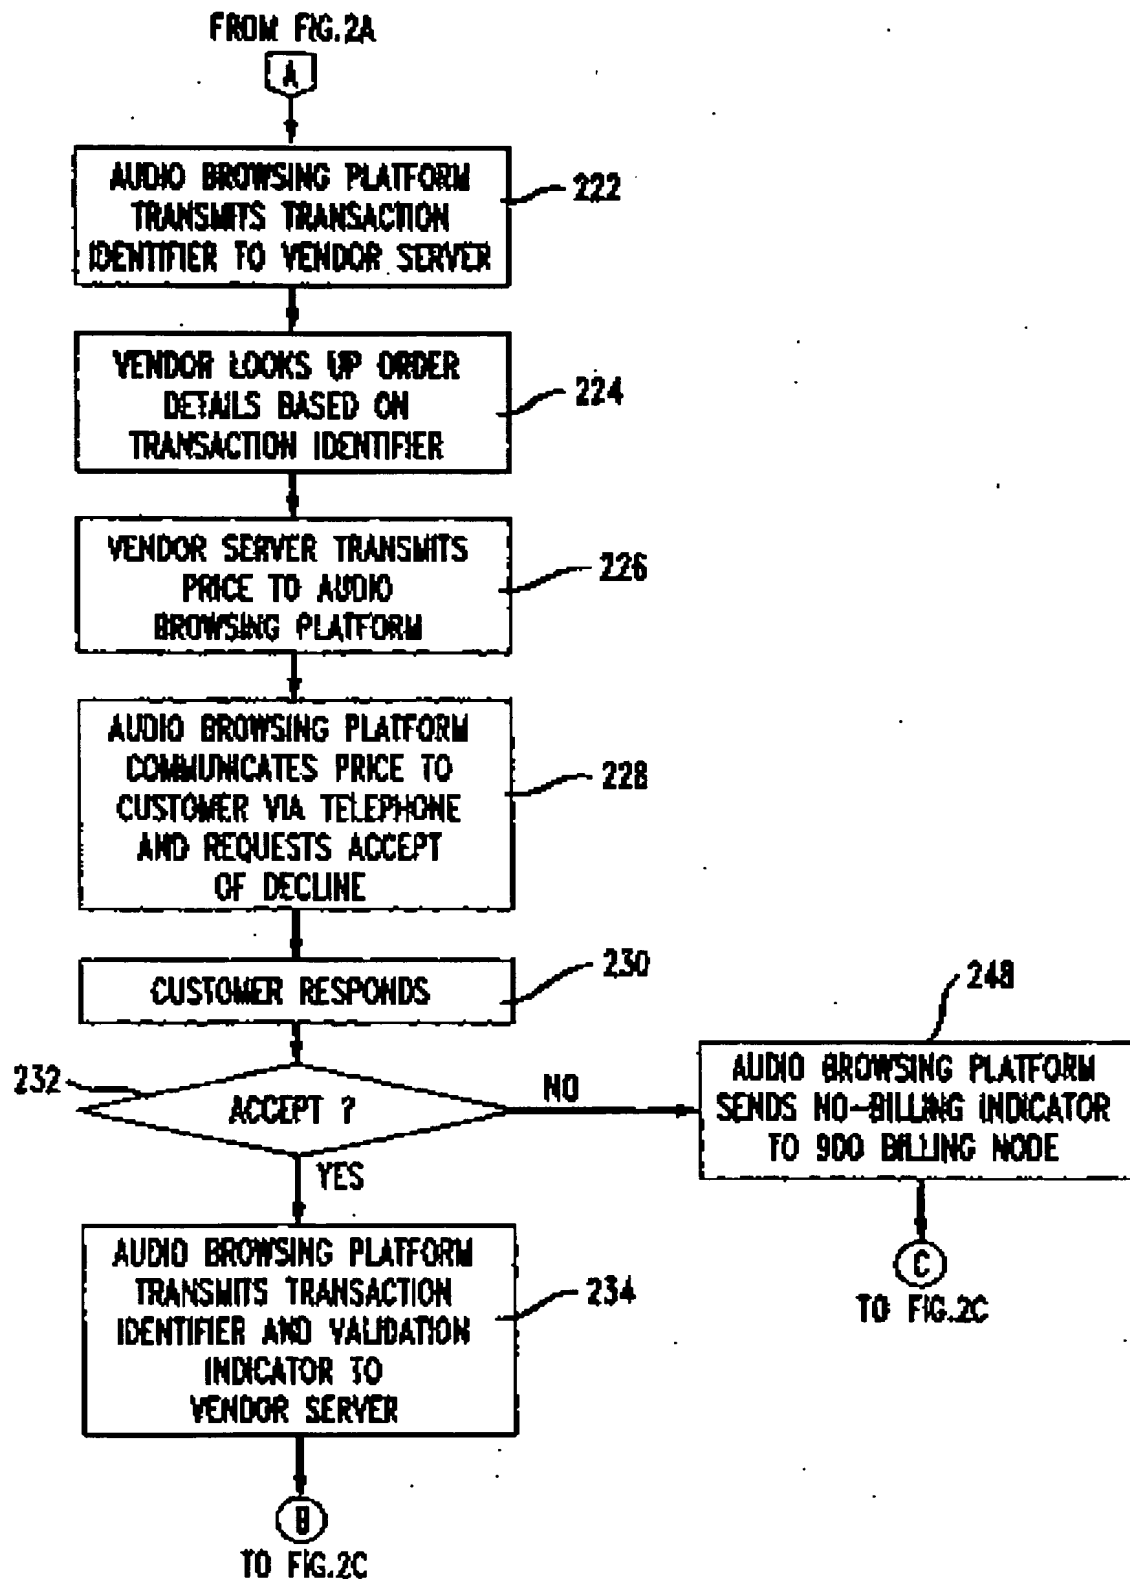 FROM FIG.2A
A
AUDIO BROWSING PLATFORM
TRANSMITS TRANSACTION
IDENTIFIER TO VENDOR SERVER
222
VENDOR LOOKS UP ORDER
DETAILS BASED ON
TRANSACTION IDENTIFIER
224
VENDOR SERVER TRANSMITS
PRICE TO AUDIO
BROWSING PLATFORM
226
AUDIO BROWSING PLATFORM
COMMUNICATES PRICE TO
CUSTOMER VIA TELEPHONE
AND REQUESTS ACCEPT
OF DECLINE
228
CUSTOMER RESPONDS
230
232
ACCEPT ?
NO
YES
248
AUDIO BROWSING PLATFORM
SENDS NO-BILLING INDICATOR
TO 900 BILLING NODE
C
TO FIG.2C
AUDIO BROWSING PLATFORM
TRANSMITS TRANSACTION
IDENTIFIER AND VALIDATION
INDICATOR TO
VENDOR SERVER
234
B
TO FIG.2C